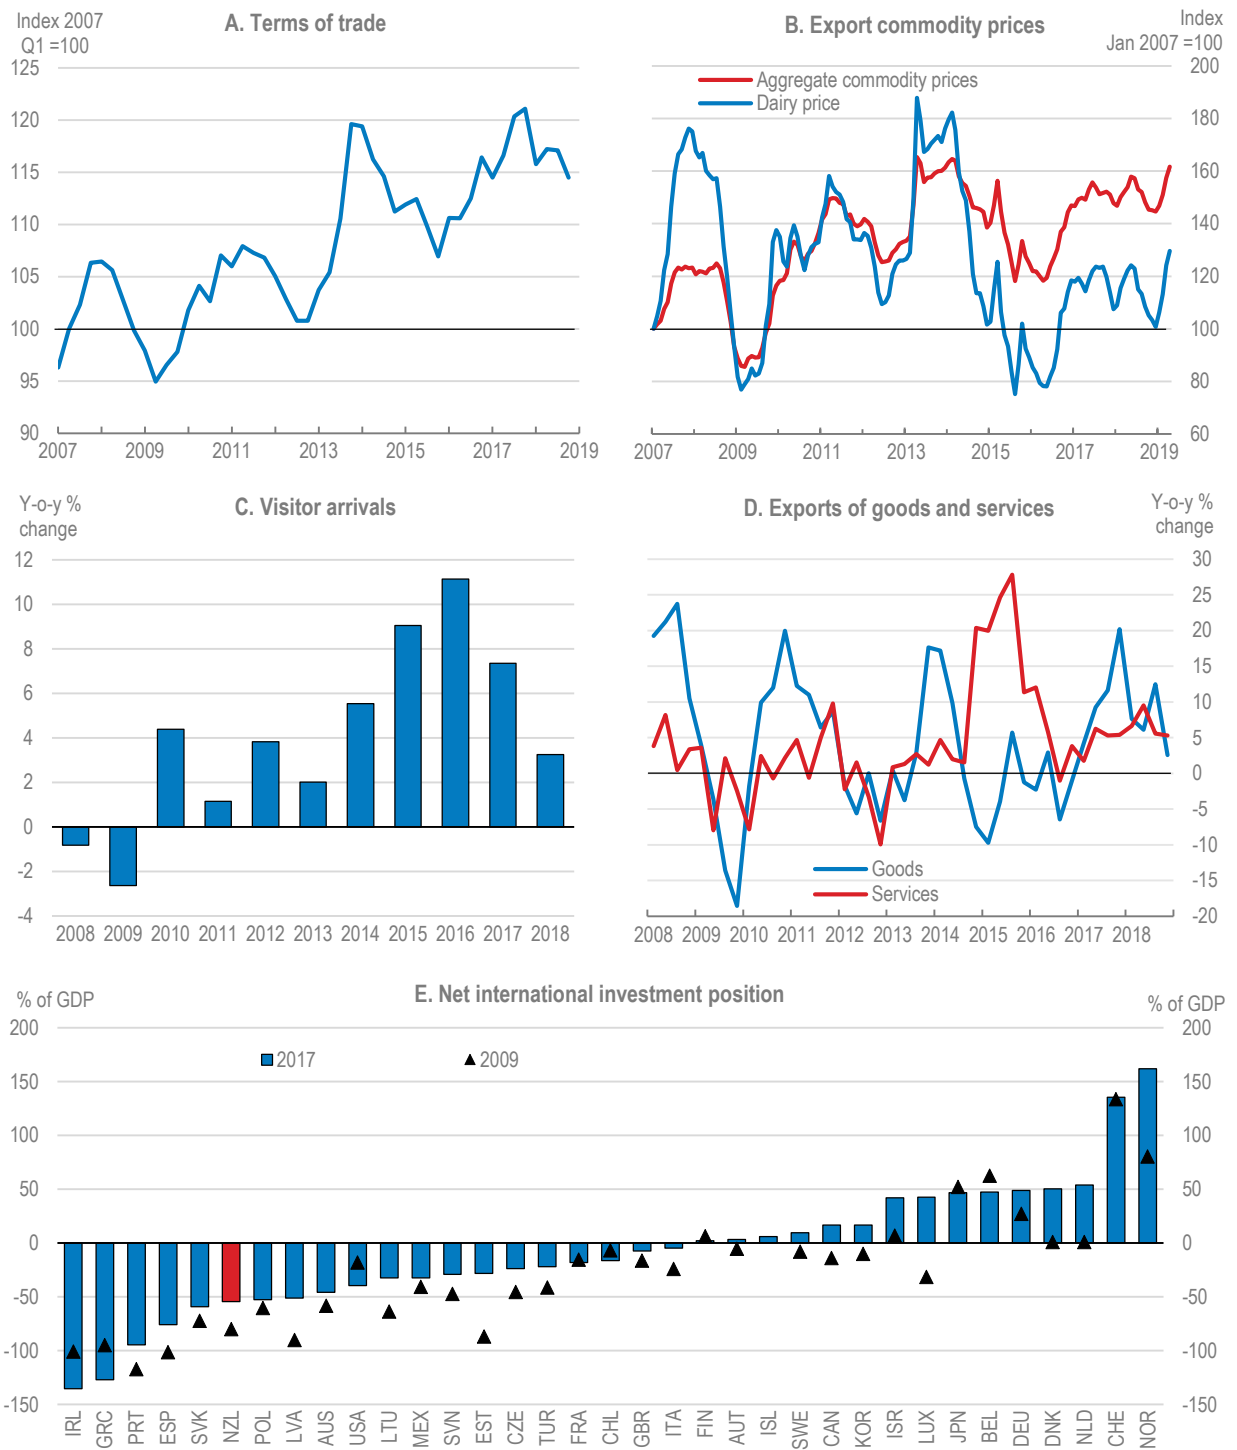 A. Terms of trade
Index 2007
Q1 =100
125
120
115
110
105
100
95
90
2007 2009 2011 2013 2015 2017 2019
B. Export commodity prices
Index
Jan 2007 =100
Aggregate commodity prices
Dairy price
200
180
160
140
120
100
80
60
2007 2009 2011 2013 2015 2017 2019
C. Visitor arrivals
Y-o-y %
change
12
10
8
6
4
2
0
-2
-4
2008 2009 2010 2011 2012 2013 2014 2015 2016 2017 2018
D. Exports of goods and services
Y-o-y %
change
30
25
20
15
10
5
0
-5
-10
-15
-20
Goods
Services
2008 2009 2010 2011 2012 2013 2014 2015 2016 2017 2018
E. Net international investment position
% of GDP
% of GDP
2017
2009
200 200
150 150
100 100
50 50
0 0
-50 -50
-100 -100
-150 -150
IRL GRC PRT ESP SVK NZL POL LVA AUS USA LTU MEX SVN EST CZE TUR FRA CHL GBR ITA FIN AUT ISL SWE CAN KOR ISR LUX JPN BEL DEU DNK NLD CHE NOR